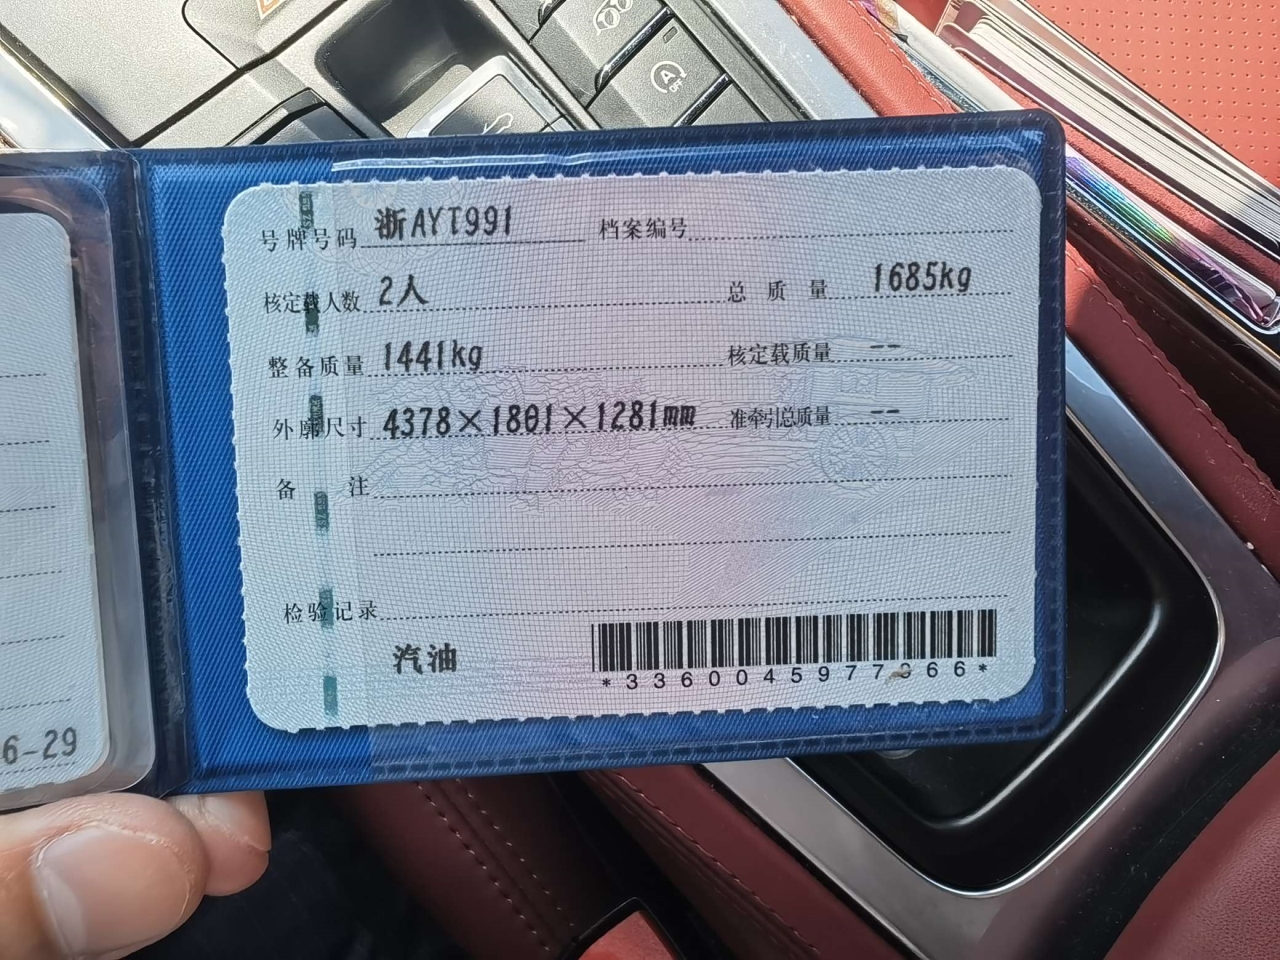 号牌号码 浙AYT991 档案编号
核定载人数 2人 总质量 1685kg
整备质量 1441kg 核定载质量 --
外廓尺寸 4378×1801×1281mm 准牵引总质量 --
备注
检验记录
汽油
6-29
A
OFF